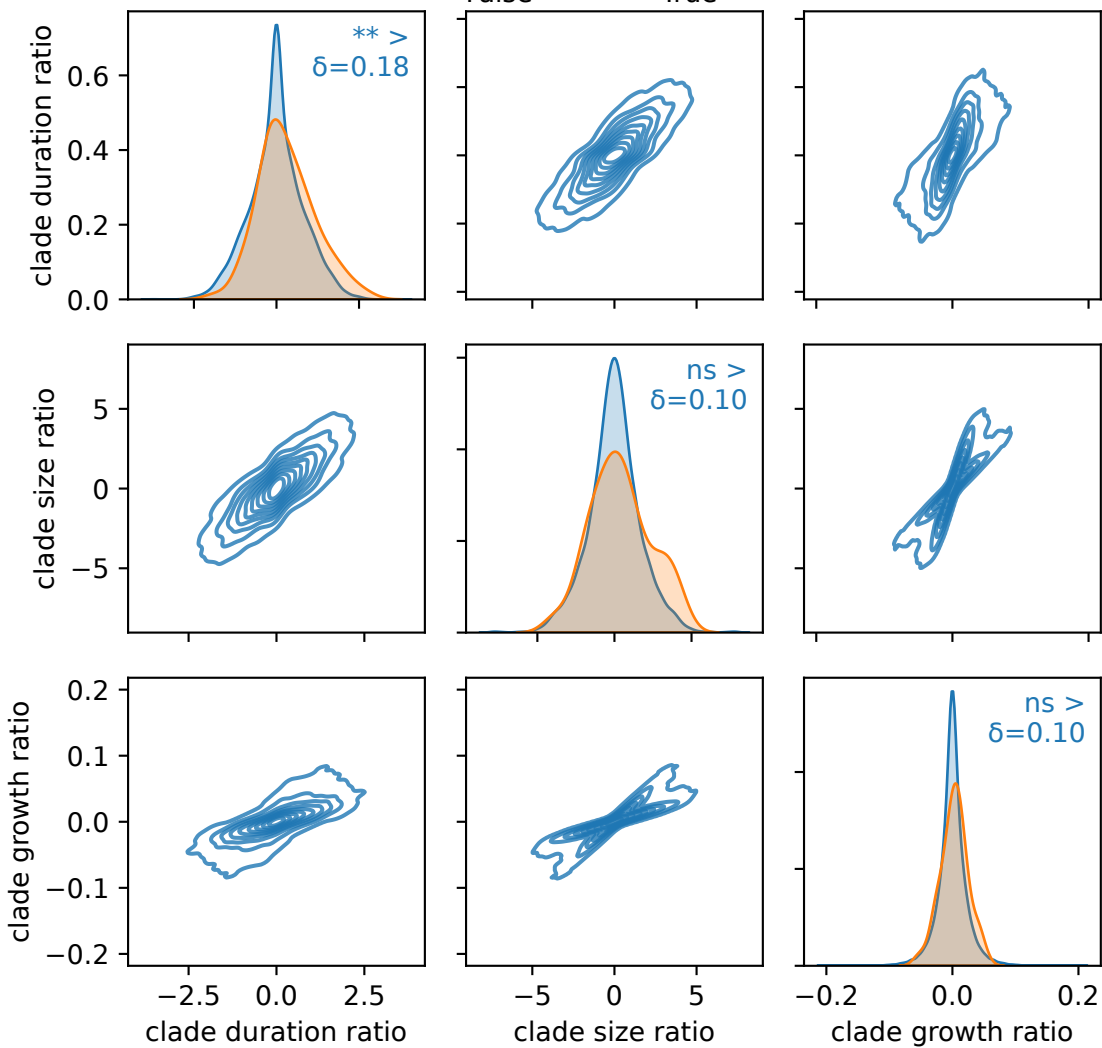 clade duration ratio
0.6
0.4
0.2
0.0
** >
δ=0.18
clade size ratio
5
0
−5
ns >
δ=0.10
clade growth ratio
0.2
0.1
0.0
−0.1
−0.2
ns >
δ=0.10
−2.5 0.0 2.5
−5 0 5
−0.2 0.0 0.2
clade duration ratio
clade size ratio
clade growth ratio